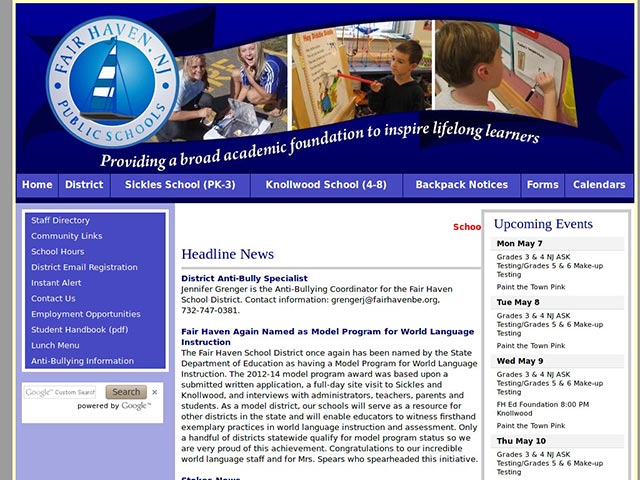 FAIR HAVEN, NJ
PUBLIC SCHOOLS
Hey Diddle Diddle
Providing a broad academic foundation to inspire lifelong learners
Home
District
Sickles School (PK-3)
Knollwood School (4-8)
Backpack Notices
Forms
Calendars
Staff Directory
Community Links
School Hours
District Email Registration
Instant Alert
Contact Us
Employment Opportunities
Student Handbook (pdf)
Lunch Menu
Anti-Bullying Information
Google™ Custom Search
Search
×
powered by Google™
Schoo
Headline News
District Anti-Bully Specialist
Jennifer Grenger is the Anti-Bullying Coordinator for the Fair Haven
School District. Contact information: grengerj@fairhavenbe.org,
732-747-0381.
Fair Haven Again Named as Model Program for World Language
Instruction
The Fair Haven School District once again has been named by the State
Department of Education as having a Model Program for World Language
Instruction. The 2012-14 model program award was based upon a
submitted written application, a full-day site visit to Sickles and
Knollwood, and interviews with administrators, teachers, parents and
students. As a model district, our schools will serve as a resource for
other districts in the state and will enable educators to witness firsthand
exemplary practices in world language instruction and assessment. Only
a handful of districts statewide qualify for model program status so we
are very proud of this achievement. Congratulations to our incredible
world language staff and for Mrs. Spears who spearheaded this initiative.
Stokes News
Upcoming Events
Mon May 7
Grades 3 & 4 NJ ASK
Testing/Grades 5 & 6 Make-up
Testing
Paint the Town Pink
Tue May 8
Grades 3 & 4 NJ ASK
Testing/Grades 5 & 6 Make-up
Testing
Paint the Town Pink
Wed May 9
Grades 3 & 4 NJ ASK
Testing/Grades 5 & 6 Make-up
Testing
FH Ed Foundation 8:00 PM
Knollwood
Paint the Town Pink
Thu May 10
Grades 3 & 4 NJ ASK
Testing/Grades 5 & 6 Make-up
Testing